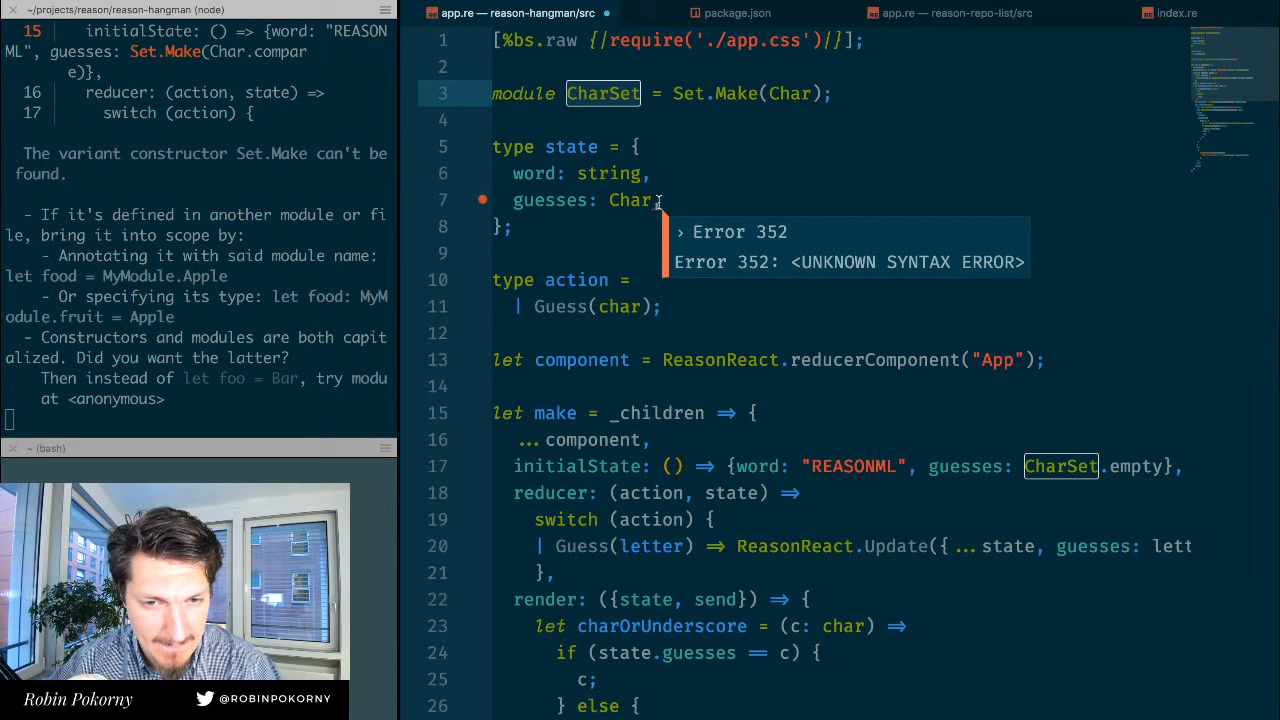 ~/projects/reason/reason-hangman (node)
15 initialState: () => {word: "REASON
ML", guesses: Set.Make(Char.compar
e)},
16 reducer: (action, state) =>
17 switch (action) {
The variant constructor Set.Make can't be
found.
- If it's defined in another module or fi
le, bring it into scope by:
- Annotating it with said module name:
let food = MyModule.Apple
- Or specifying its type: let food: MyM
odule.fruit = Apple
- Constructors and modules are both capit
alized. Did you want the latter?
Then instead of let foo = Bar, try modu
at <anonymous>
~ (bash)
Robin Pokorny
@ROBINPOKORNY
app.re — reason-hangman/src
package.json
app.re — reason-repo-list/src
index.re
1 [%bs.raw {|require('./app.css')|}];
2
3 module CharSet = Set.Make(Char);
4
5 type state = {
6 word: string,
7 guesses: Char
8 };
› Error 352
Error 352: <UNKNOWN SYNTAX ERROR>
9
10 type action =
11 | Guess(char);
12
13 let component = ReasonReact.reducerComponent("App");
14
15 let make = _children => {
16 ...component,
17 initialState: () => {word: "REASONML", guesses: CharSet.empty},
18 reducer: (action, state) =>
19 switch (action) {
20 | Guess(letter) => ReasonReact.Update({...state, guesses: lett
21 },
22 render: ({state, send}) => {
23 let charOrUnderscore = (c: char) =>
24 if (state.guesses == c) {
25 c;
26 } else {